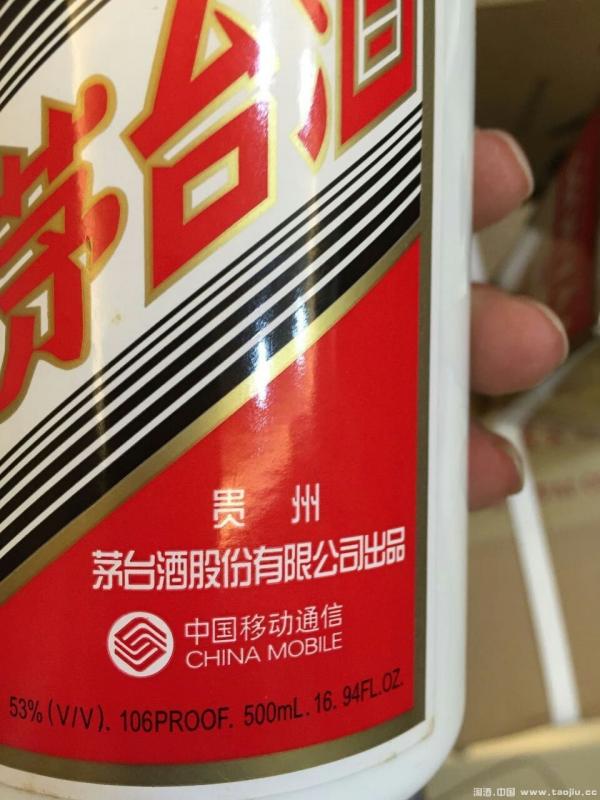 茅台酒
贵 州
茅台酒股份有限公司出品
中国移动通信
CHINA MOBILE
53% (V/V). 106PROOF. 500mL. 16. 94FL.OZ.
淘酒.中国 www.taojiu.cc